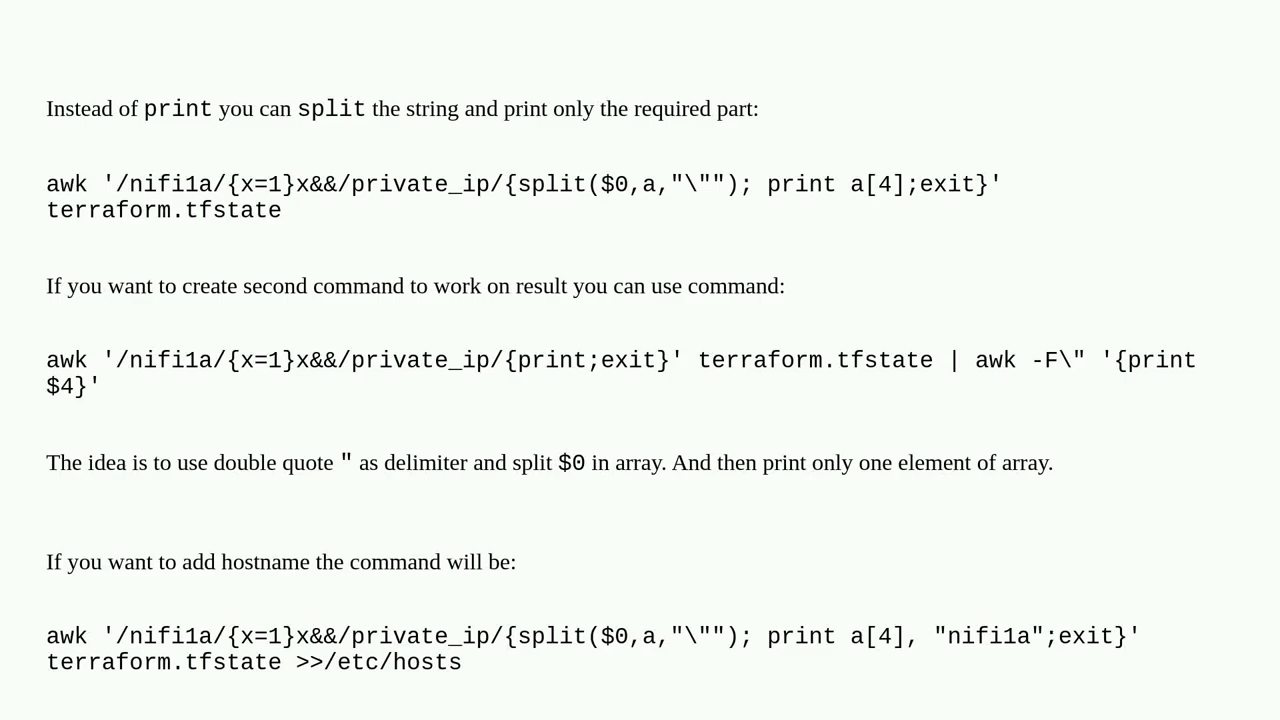 Instead of print you can split the string and print only the required part:
awk '/nifi1a/{x=1}x&&/private_ip/{split($0,a,"\""); print a[4];exit}'
terraform.tfstate
If you want to create second command to work on result you can use command:
awk '/nifi1a/{x=1}x&&/private_ip/{print;exit}' terraform.tfstate | awk -F\" '{print
$4}'
The idea is to use double quote " as delimiter and split $0 in array. And then print only one element of array.
If you want to add hostname the command will be:
awk '/nifi1a/{x=1}x&&/private_ip/{split($0,a,"\""); print a[4], "nifi1a";exit}'
terraform.tfstate >>/etc/hosts